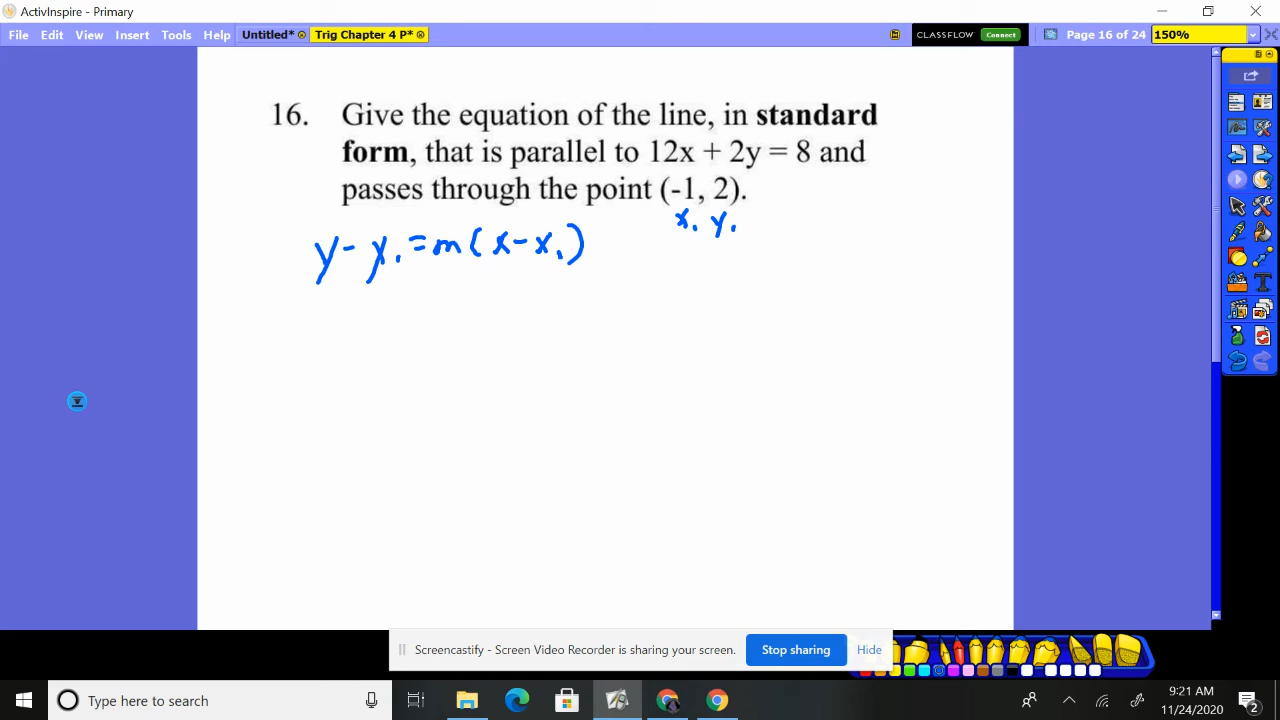 ActivInspire - Primary
File Edit View Insert Tools Help Untitled* Trig Chapter 4 P* CLASSFLOW Connect Page 16 of 24 150%
16. Give the equation of the line, in standard
form, that is parallel to 12x + 2y = 8 and
passes through the point (-1, 2).
x₁ y₁
y - y₁ = m(x - x₁)
Screencastify - Screen Video Recorder is sharing your screen. Stop sharing Hide
Type here to search
9:21 AM
11/24/2020
2